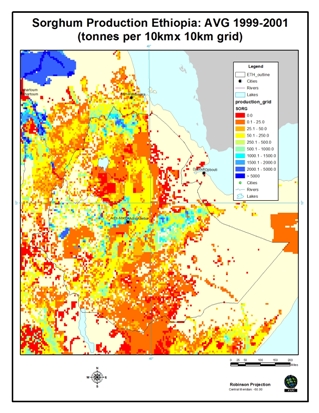 Sorghum Production Ethiopia: AVG 1999-2001
(tonnes per 10kmx 10km grid)
Legend
ETH_outline
Cities
Rivers
Lakes
production_grid
SORG
0.0
0.1 - 25.0
25.1 - 50.0
50.1 - 250.0
250.1 - 500.0
500.1 - 1000.0
1000.1 - 1500.0
1500.1 - 2000.0
2000.1 - 5000.0
> 5000
Cities
Rivers
Lakes
Robinson Projection